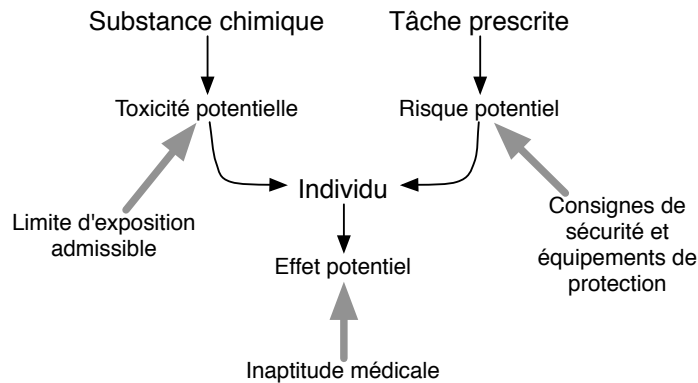 Substance chimique
Tâche prescrite
Toxicité potentielle
Risque potentiel
Individu
Limite d'exposition
admissible
Consignes de
sécurité et
équipements de
protection
Effet potentiel
Inaptitude médicale